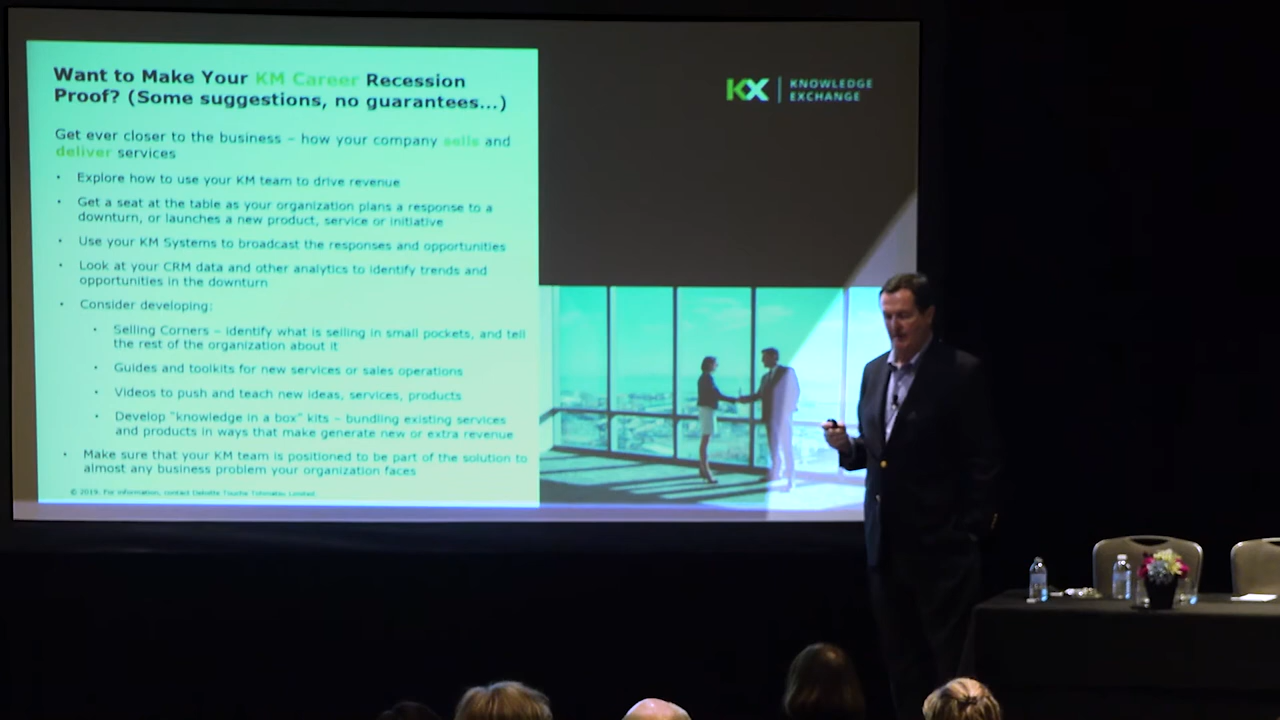 Want to Make Your KM Career Recession
Proof? (Some suggestions, no guarantees...)
KX
KNOWLEDGE
EXCHANGE
Get ever closer to the business – how your company sells and
deliver services
• Explore how to use your KM team to drive revenue
• Get a seat at the table as your organization plans a response to a
downturn, or launches a new product, service or initiative
• Use your KM Systems to broadcast the responses and opportunities
• Look at your CRM data and other analytics to identify trends and
opportunities in the downturn
• Consider developing:
• Selling Corners – identify what is selling in small pockets, and tell
the rest of the organization about it
• Guides and toolkits for new services or sales operations
• Videos to push and teach new ideas, services, products
• Develop "knowledge in a box" kits – bundling existing services
and products in ways that make generate new or extra revenue
• Make sure that your KM team is positioned to be part of the solution to
almost any business problem your organization faces
© 2019. For information, contact Deloitte Touche Tohmatsu Limited.